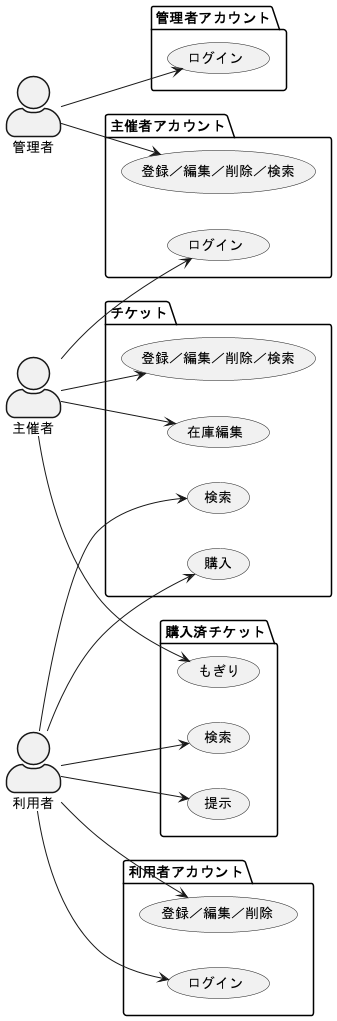 管理者アカウント
ログイン
管理者
主催者アカウント
登録／編集／削除／検索
ログイン
チケット
登録／編集／削除／検索
主催者
在庫編集
検索
購入
購入済チケット
もぎり
検索
利用者
提示
利用者アカウント
登録／編集／削除
ログイン